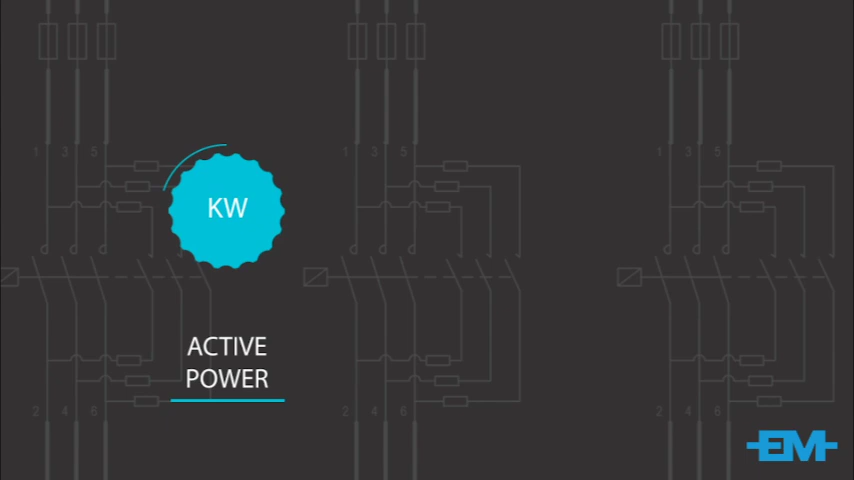 1 3 5 1 3 5 1 3 5
KW
ACTIVE
POWER
2 4 6 2 4 6 2 4 6
EM